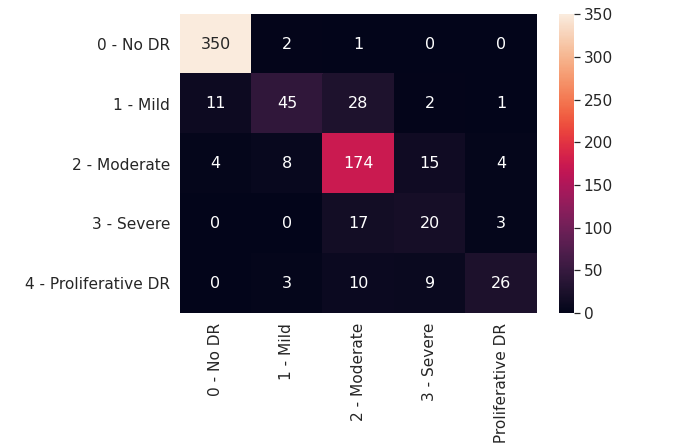 0 - No DR 350 2 1 0 0
1 - Mild 11 45 28 2 1
2 - Moderate 4 8 174 15 4
3 - Severe 0 0 17 20 3
4 - Proliferative DR 0 3 10 9 26
0 - No DR
1 - Mild
2 - Moderate
3 - Severe
Proliferative DR
350
300
250
200
150
100
50
0